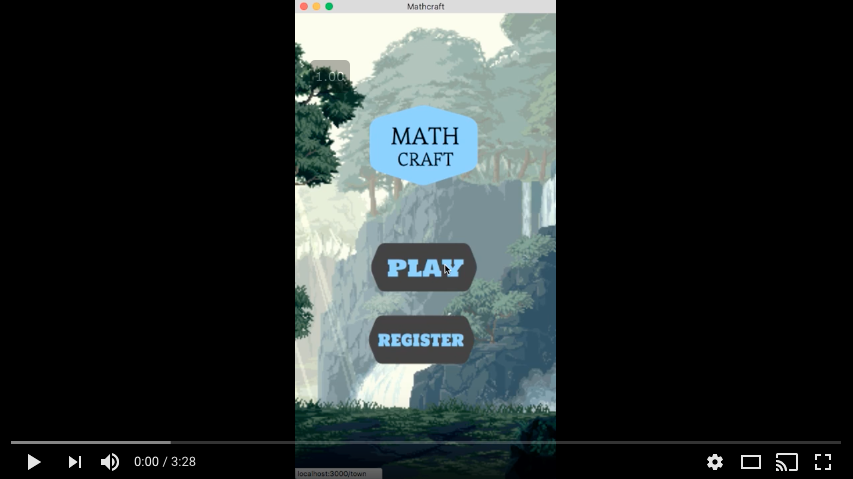 Mathcraft
1.00
MATH
CRAFT
PLAY
REGISTER
0:00 / 3:28
localhost:3000/town